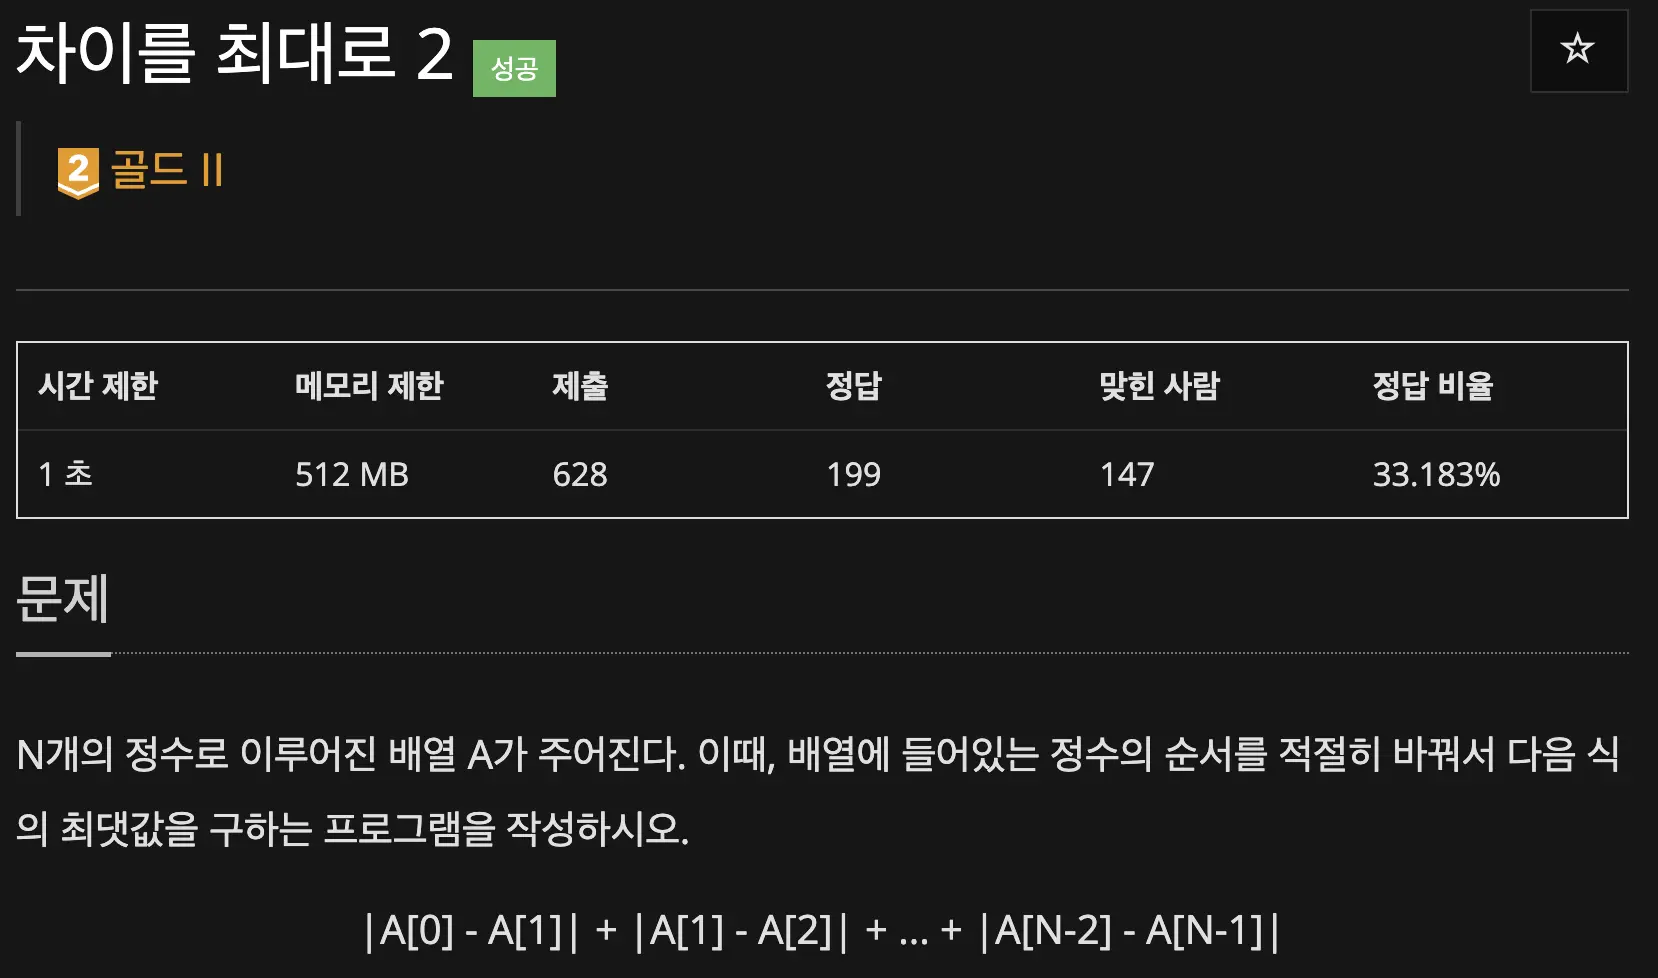 차이를 최대로 2 성공
☆
2 골드 II
시간 제한 메모리 제한 제출 정답 맞힌 사람 정답 비율
1 초 512 MB 628 199 147 33.183%
문제
N개의 정수로 이루어진 배열 A가 주어진다. 이때, 배열에 들어있는 정수의 순서를 적절히 바꿔서 다음 식
의 최댓값을 구하는 프로그램을 작성하시오.
|A[0] - A[1]| + |A[1] - A[2]| + ... + |A[N-2] - A[N-1]|